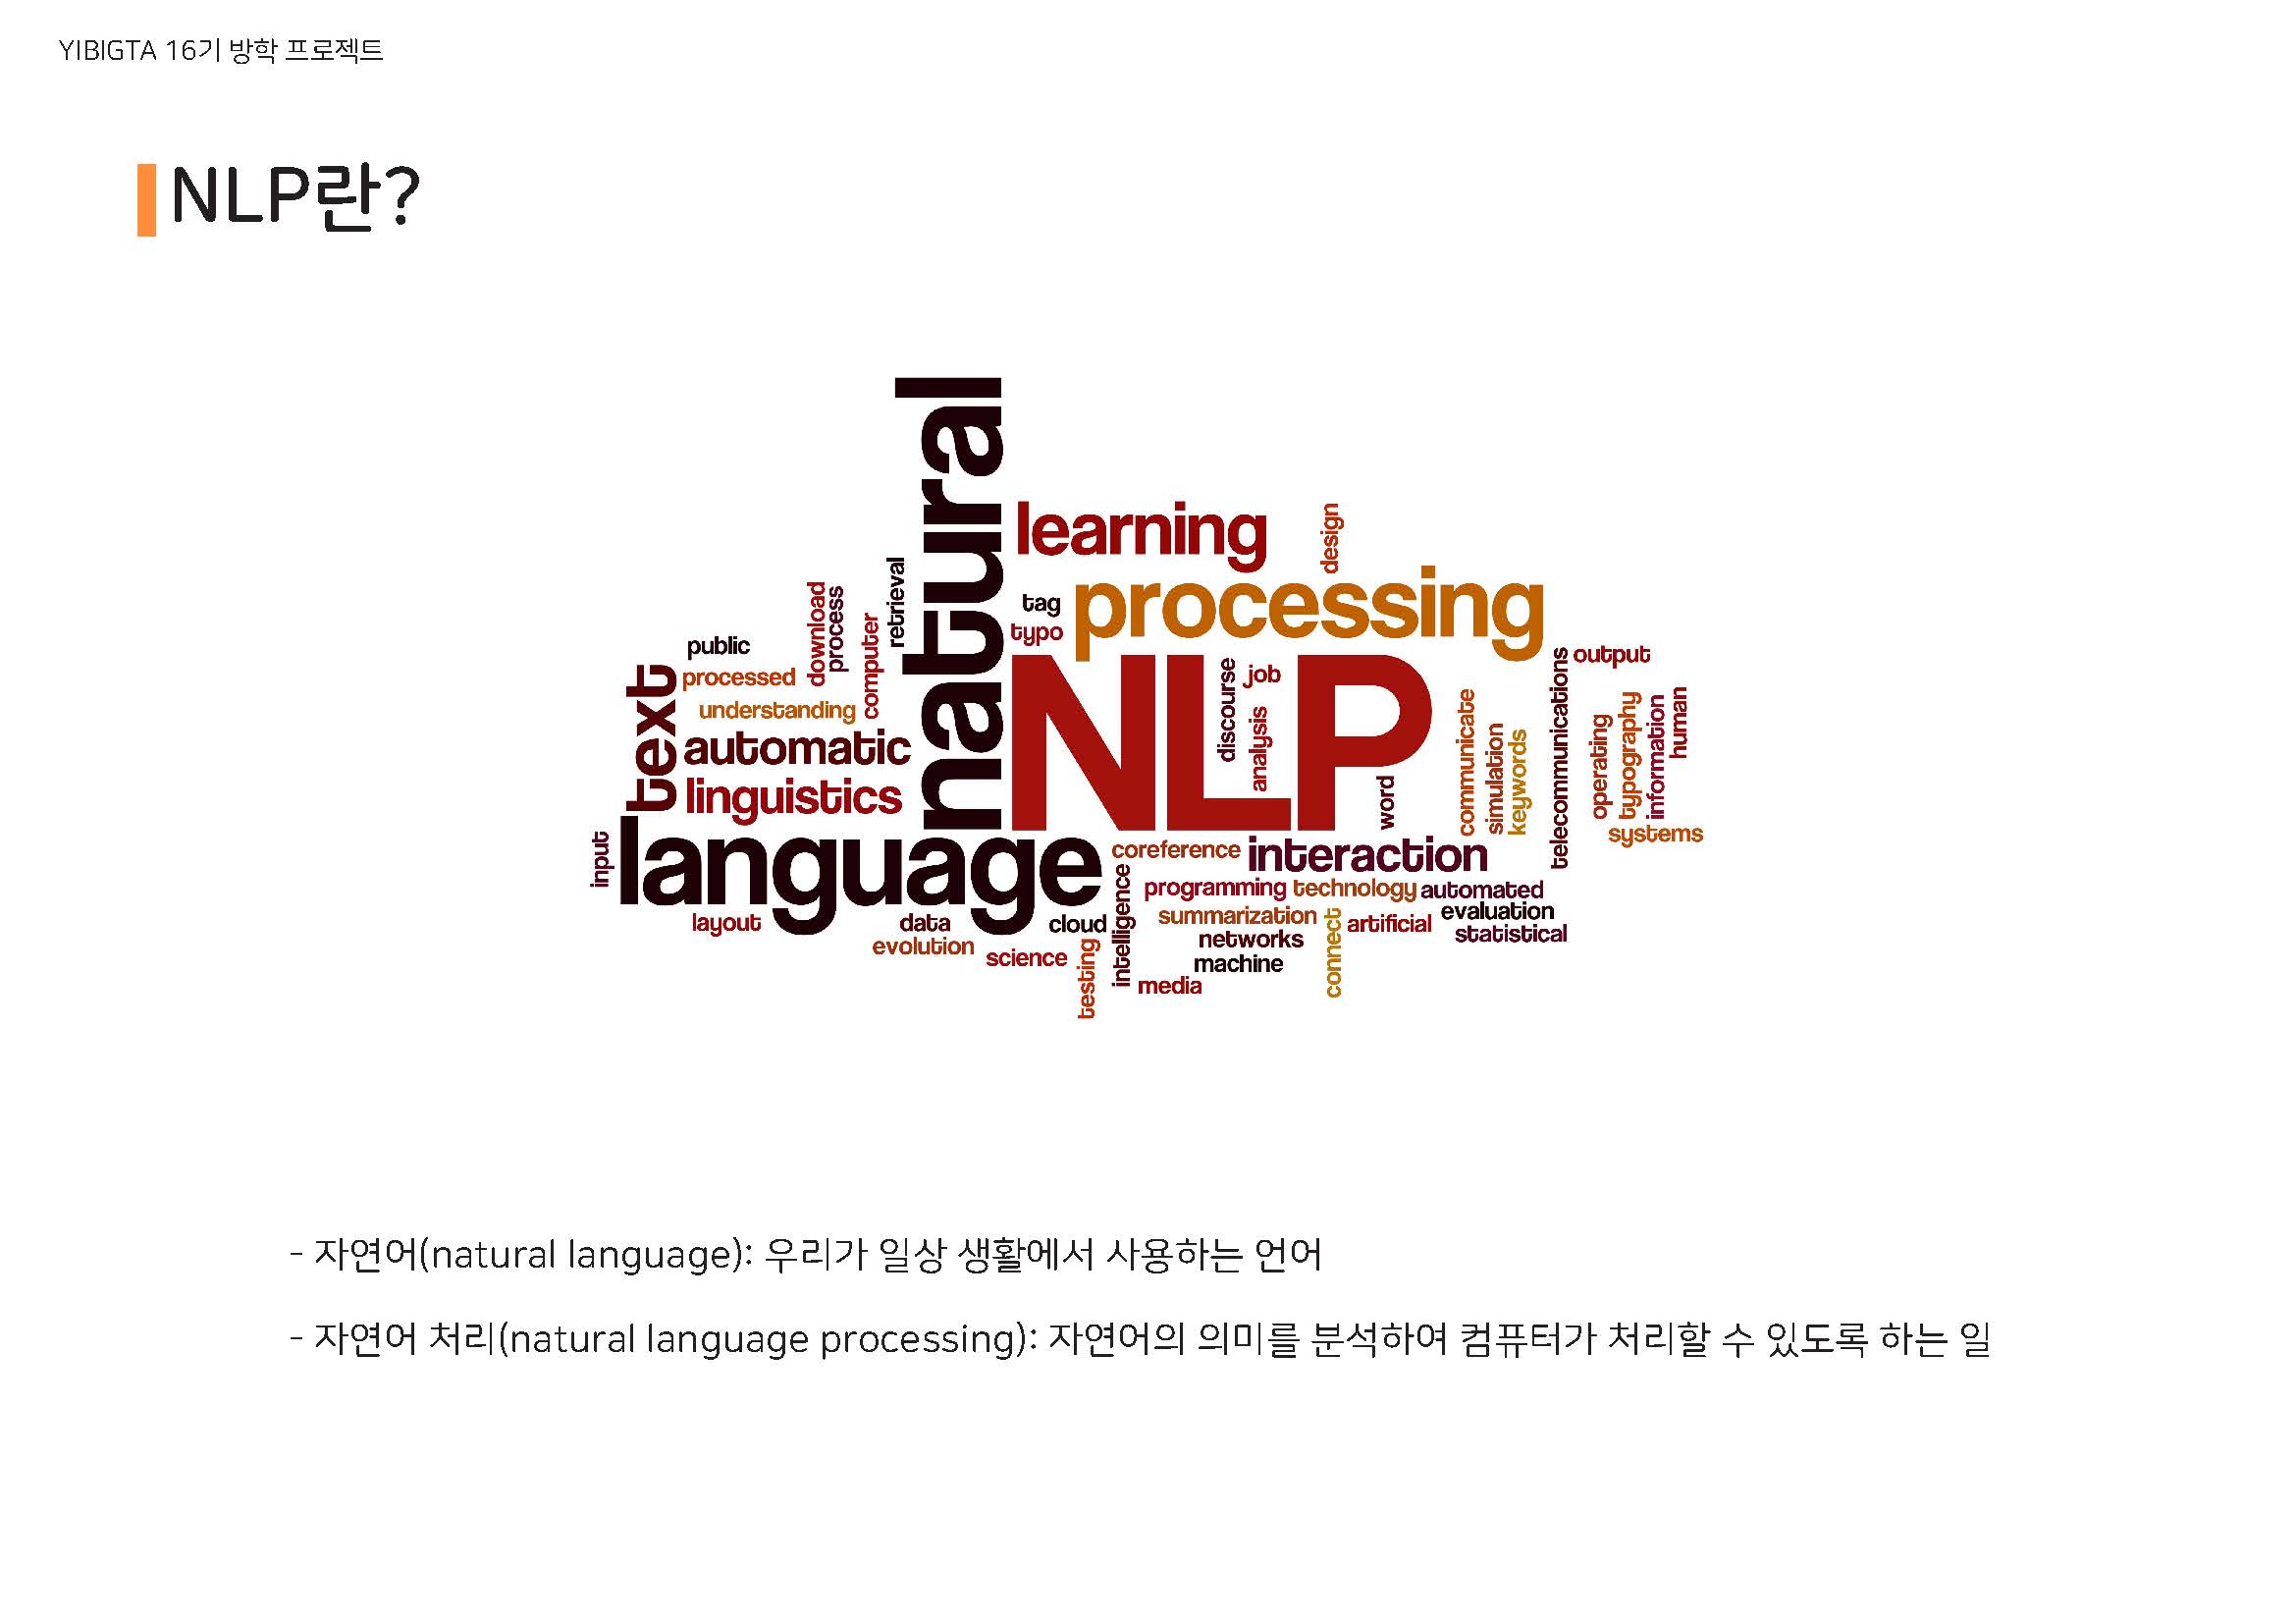 YIBIGTA 16기 방학 프로젝트
NLP란?
natural
learning
design
processing
tag
typo
retrieval
download
process
computer
public
processed
understanding
text
automatic
linguistics
NLP
discourse
job
analysis
word
communicate
simulation
keywords
telecommunications
output
operating
typography
information
human
systems
input
language
coreference
interaction
programming
technology
automated
intelligence
layout
data
cloud
summarization
connect
artificial
evaluation
evolution
networks
statistical
science
testing
machine
media
- 자연어(natural language): 우리가 일상 생활에서 사용하는 언어
- 자연어 처리(natural language processing): 자연어의 의미를 분석하여 컴퓨터가 처리할 수 있도록 하는 일